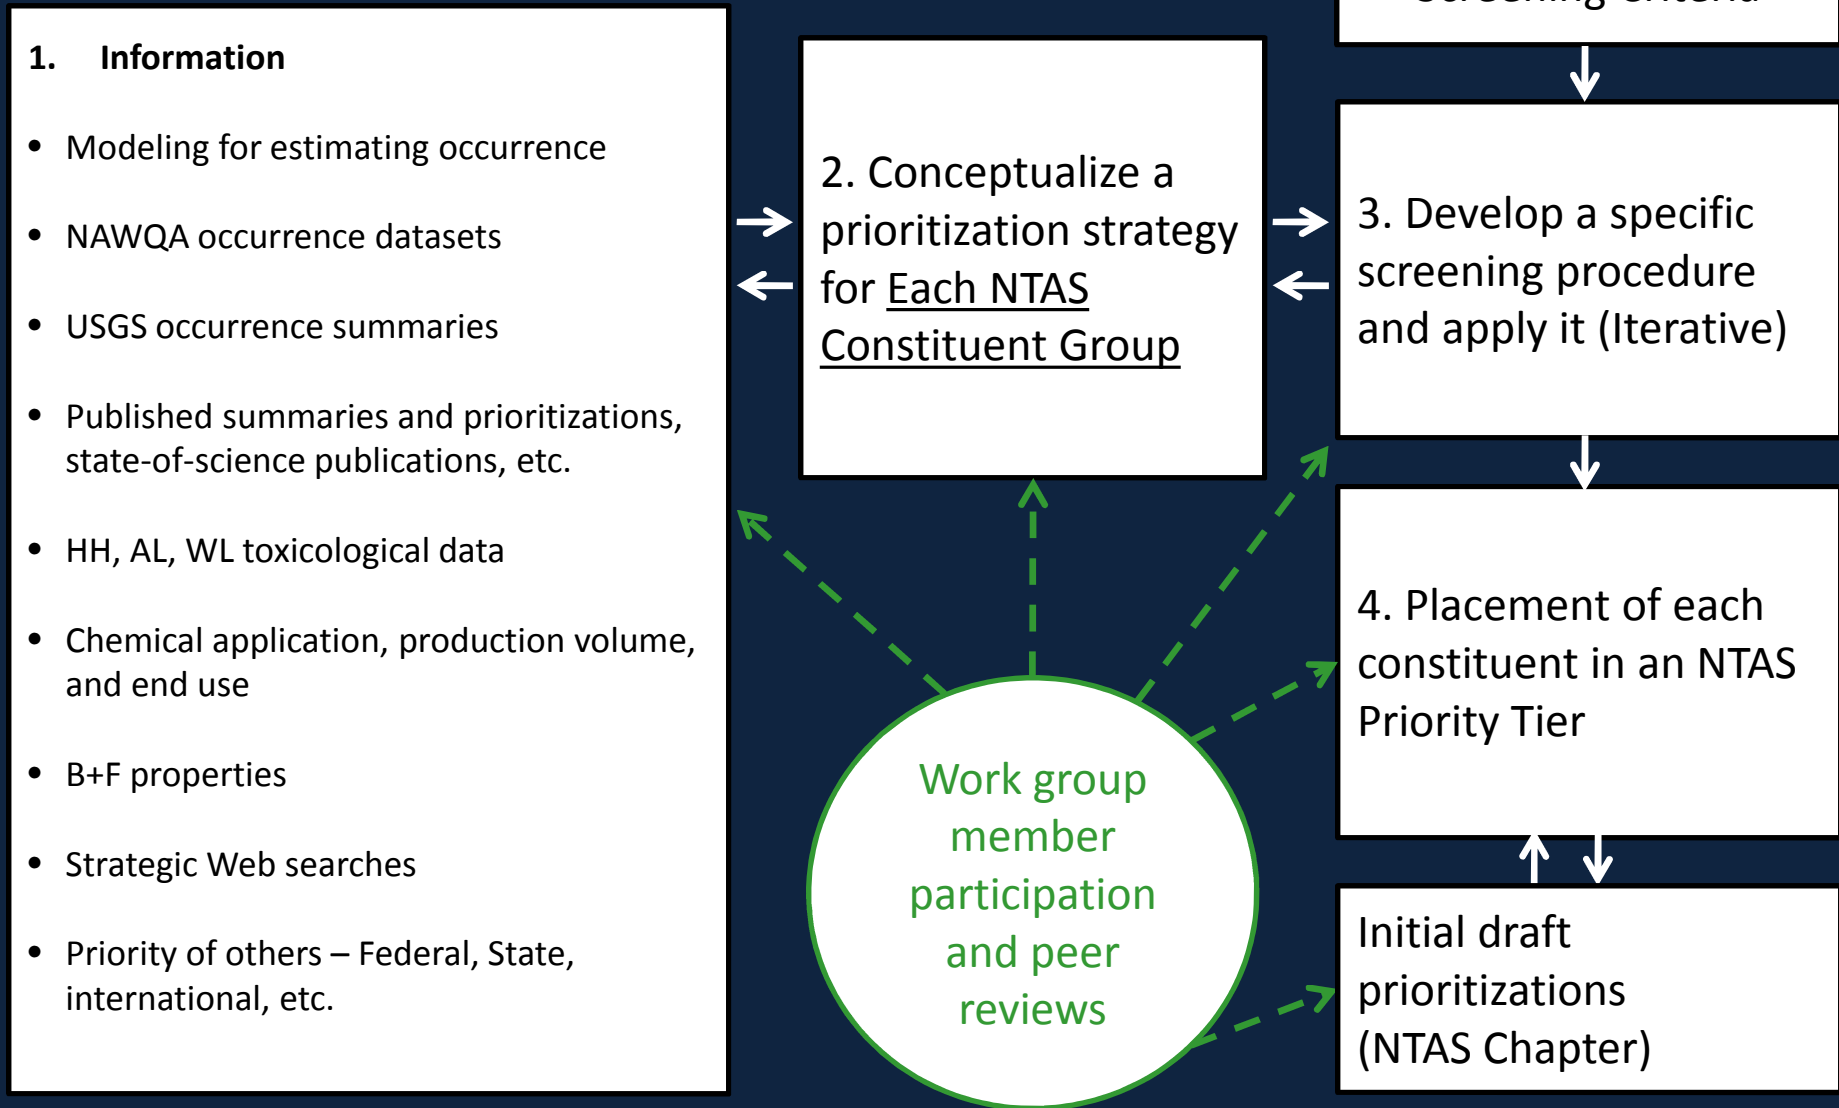 Screening Criteria
1. Information
• Modeling for estimating occurrence
• NAWQA occurrence datasets
• USGS occurrence summaries
• Published summaries and prioritizations,
state-of-science publications, etc.
• HH, AL, WL toxicological data
• Chemical application, production volume,
and end use
• B+F properties
• Strategic Web searches
• Priority of others – Federal, State,
international, etc.
2. Conceptualize a
prioritization strategy
for Each NTAS
Constituent Group
3. Develop a specific
screening procedure
and apply it (Iterative)
4. Placement of each
constituent in an NTAS
Priority Tier
Initial draft
prioritizations
(NTAS Chapter)
Work group
member
participation
and peer
reviews